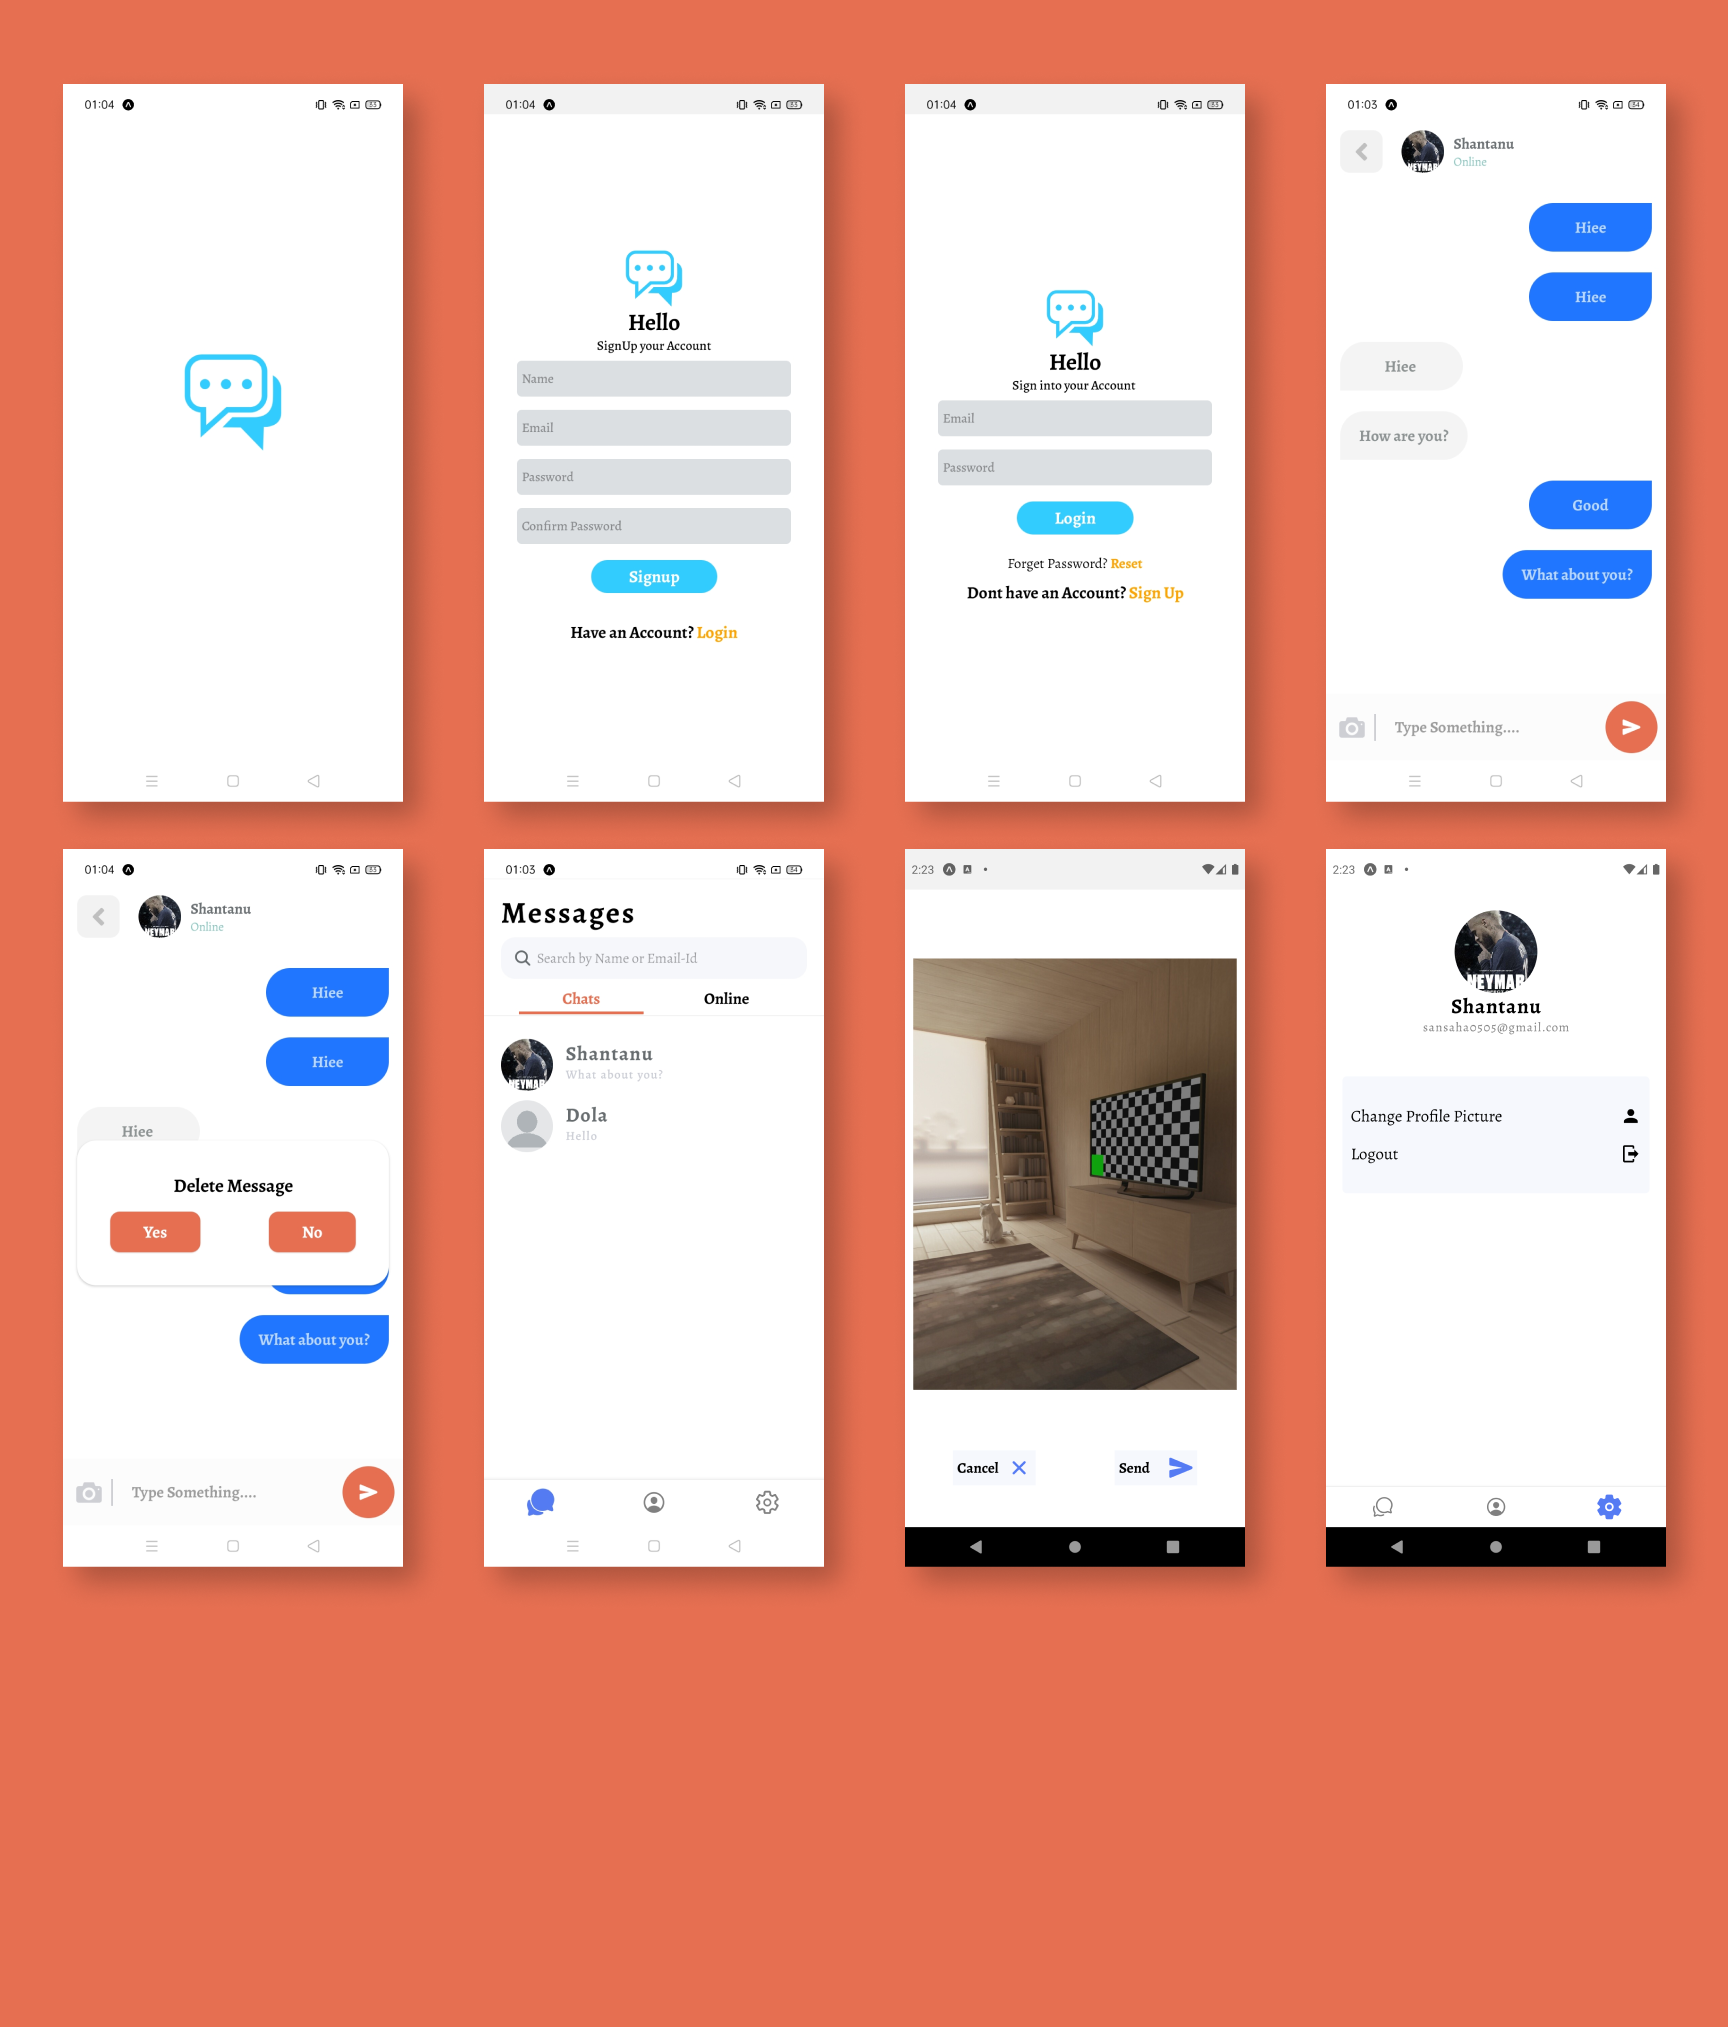 01:04
01:04
Hello
SignUp your Account
Name
Email
Password
Confirm Password
Signup
Have an Account? Login
01:04
Hello
Sign into your Account
Email
Password
Login
Forget Password? Reset
Dont have an Account? Sign Up
01:03
Shantanu
Online
NEYMAR
Hiee
Hiee
Hiee
How are you?
Good
What about you?
Type Something....
01:04
Shantanu
Online
NEYMAR
Hiee
Hiee
Hiee
Delete Message
Yes No
What about you?
Type Something....
01:03
Messages
Search by Name or Email-Id
Chats Online
Shantanu
What about you?
NEYMAR
Dola
Hello
2:23
Cancel Send
2:23
NEYMAR
Shantanu
sansaha0505@gmail.com
Change Profile Picture
Logout